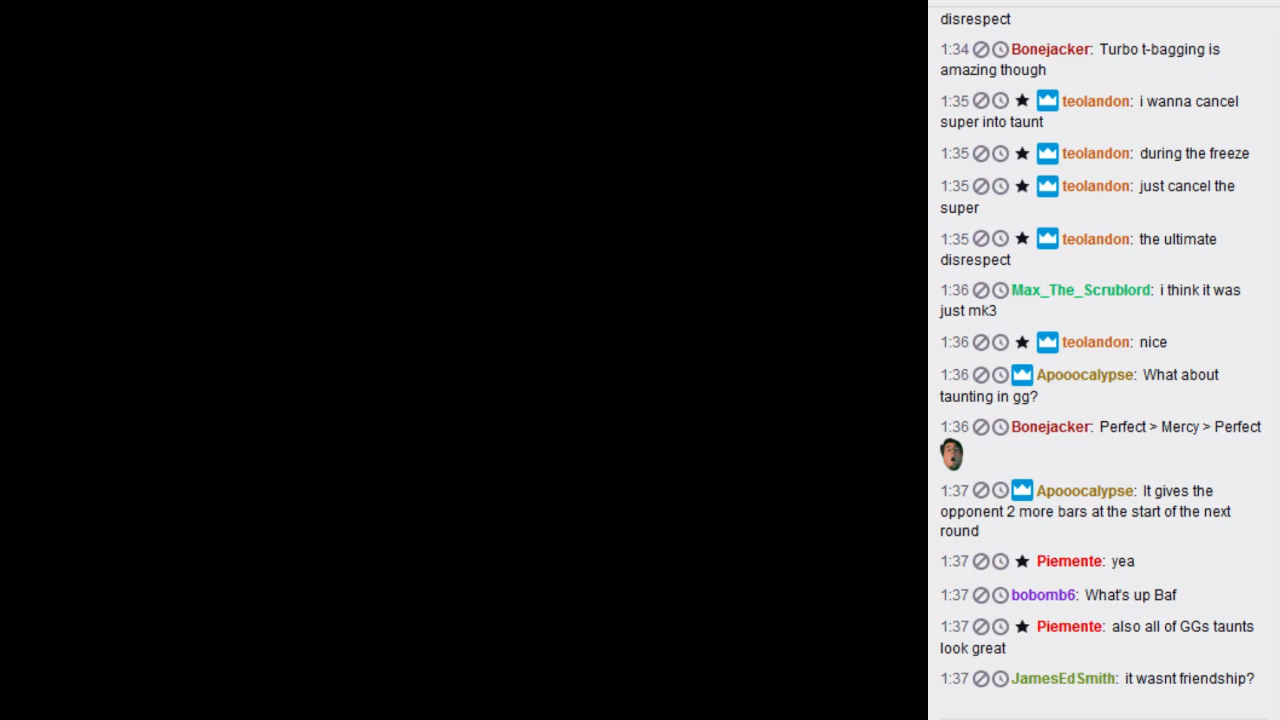 disrespect
1:34 Bonejacker: Turbo t-bagging is
amazing though
1:35 teolandon: i wanna cancel
super into taunt
1:35 teolandon: during the freeze
1:35 teolandon: just cancel the
super
1:35 teolandon: the ultimate
disrespect
1:36 Max_The_Scrublord: i think it was
just mk3
1:36 teolandon: nice
1:36 Apooocalypse: What about
taunting in gg?
1:36 Bonejacker: Perfect > Mercy > Perfect
1:37 Apooocalypse: It gives the
opponent 2 more bars at the start of the next
round
1:37 Piemente: yea
1:37 bobomb6: What's up Baf
1:37 Piemente: also all of GGs taunts
look great
1:37 JamesEdSmith: it wasnt friendship?